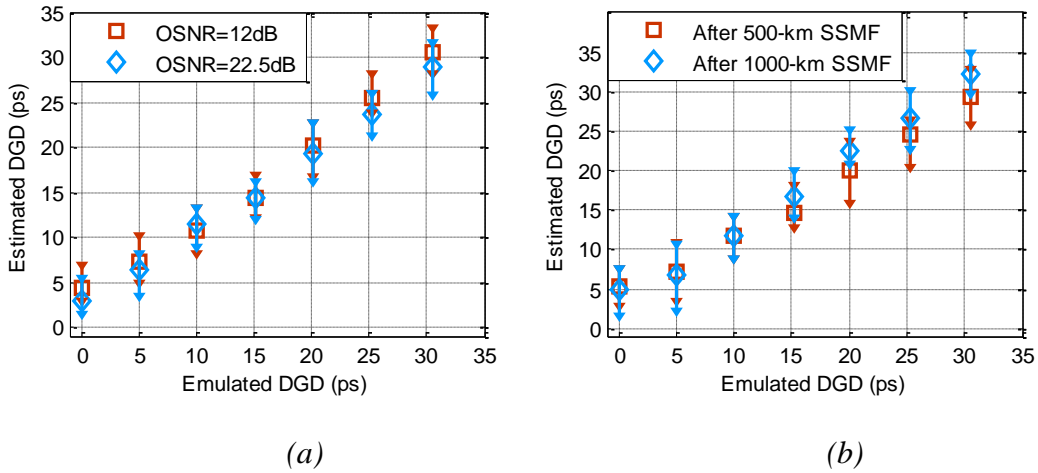 35
30
25
20
15
10
5
0
Estimated DGD (ps)
OSNR=12dB
OSNR=22.5dB
0 5 10 15 20 25 30 35
Emulated DGD (ps)
(a)
35
30
25
20
15
10
5
0
Estimated DGD (ps)
After 500-km SSMF
After 1000-km SSMF
0 5 10 15 20 25 30 35
Emulated DGD (ps)
(b)